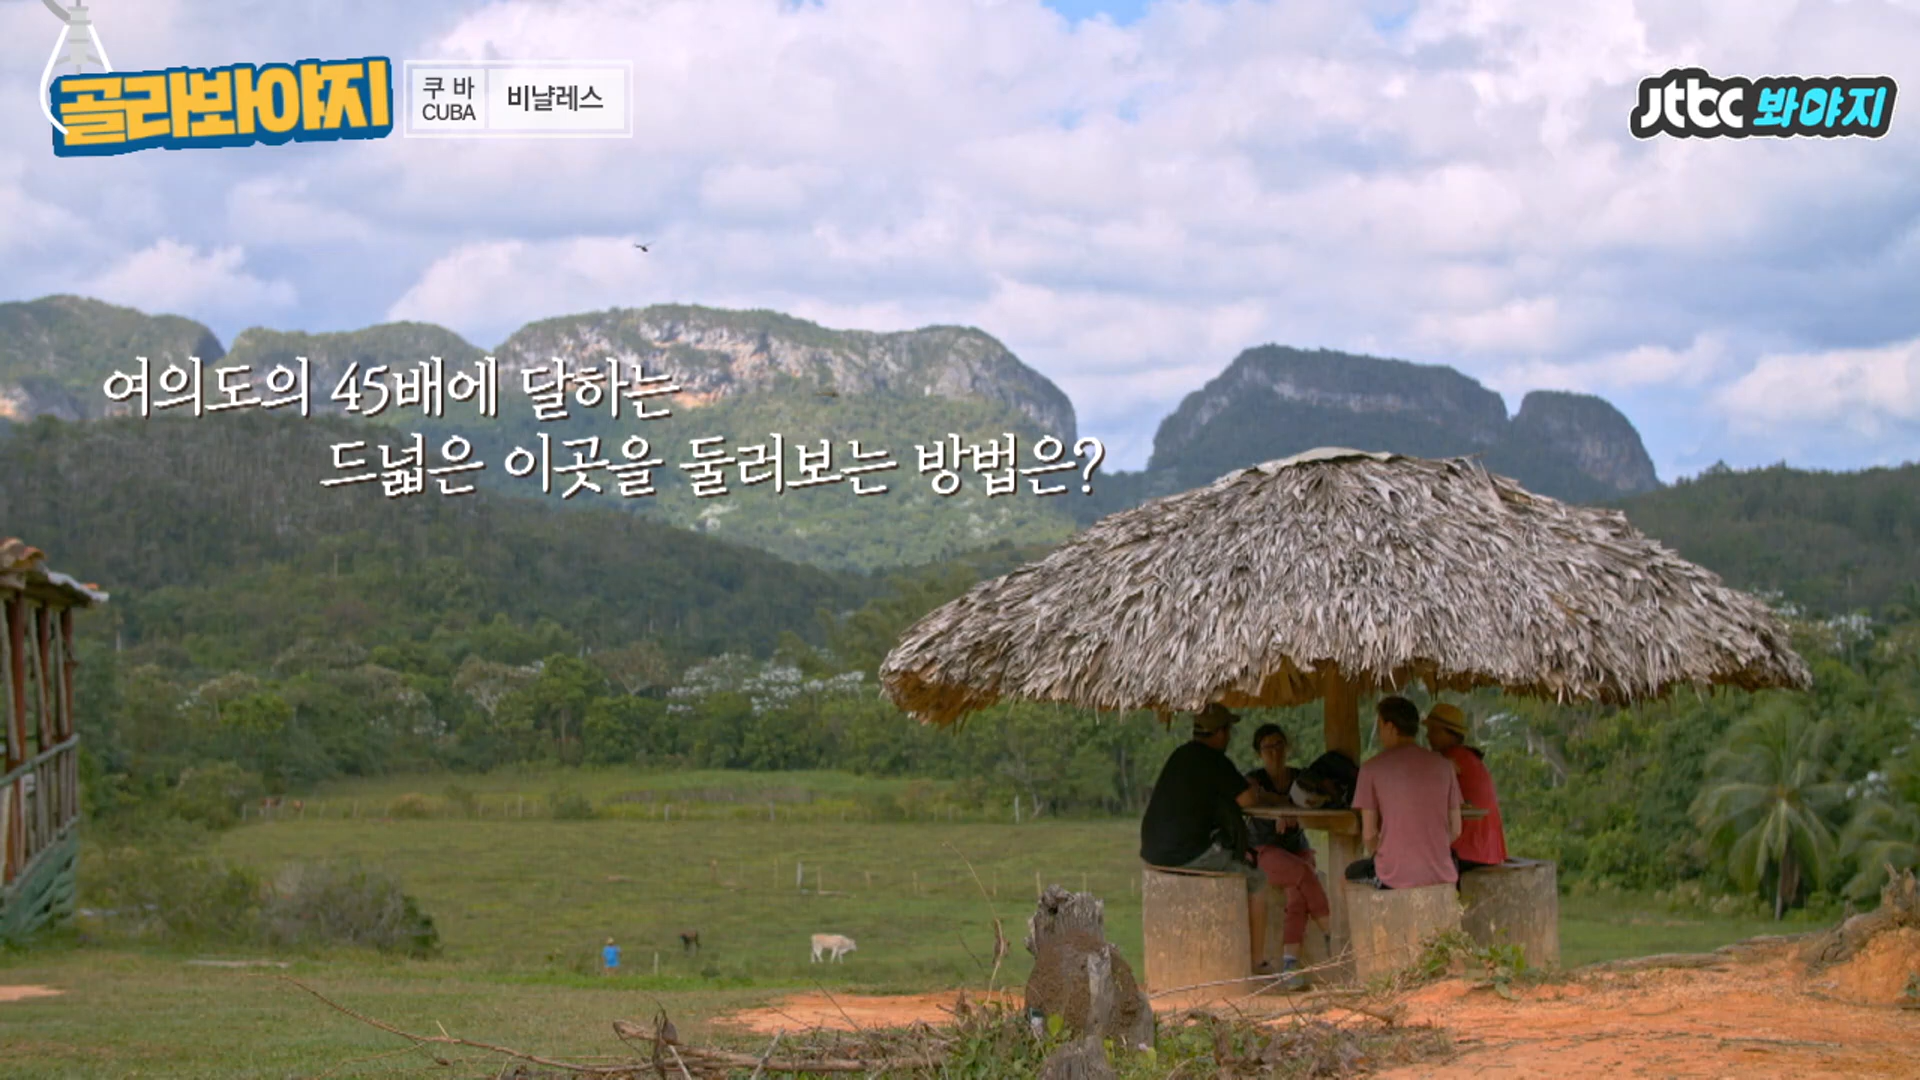 골라봐야지
쿠 바
CUBA
비냘레스
Jtbc 봐야지
여의도의 45배에 달하는
드넓은 이곳을 둘러보는 방법은?